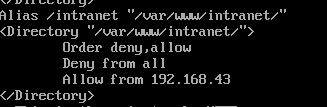 </Directory>
Alias /intranet "/var/www/intranet/"
<Directory "/var/www/intranet/">
        Order deny,allow
        Deny from all
        Allow from 192.168.43
</Directory>